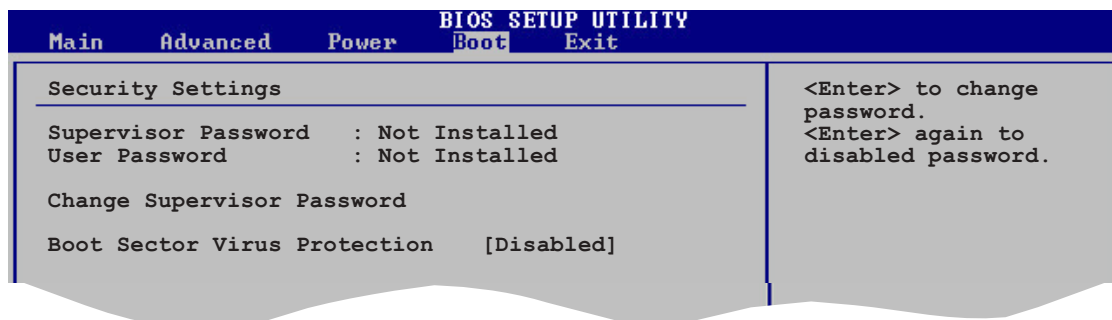 BIOS SETUP UTILITY
Main Advanced Power Boot Exit
Security Settings
Supervisor Password : Not Installed
User Password : Not Installed
Change Supervisor Password
Boot Sector Virus Protection [Disabled]
<Enter> to change
password.
<Enter> again to
disabled password.